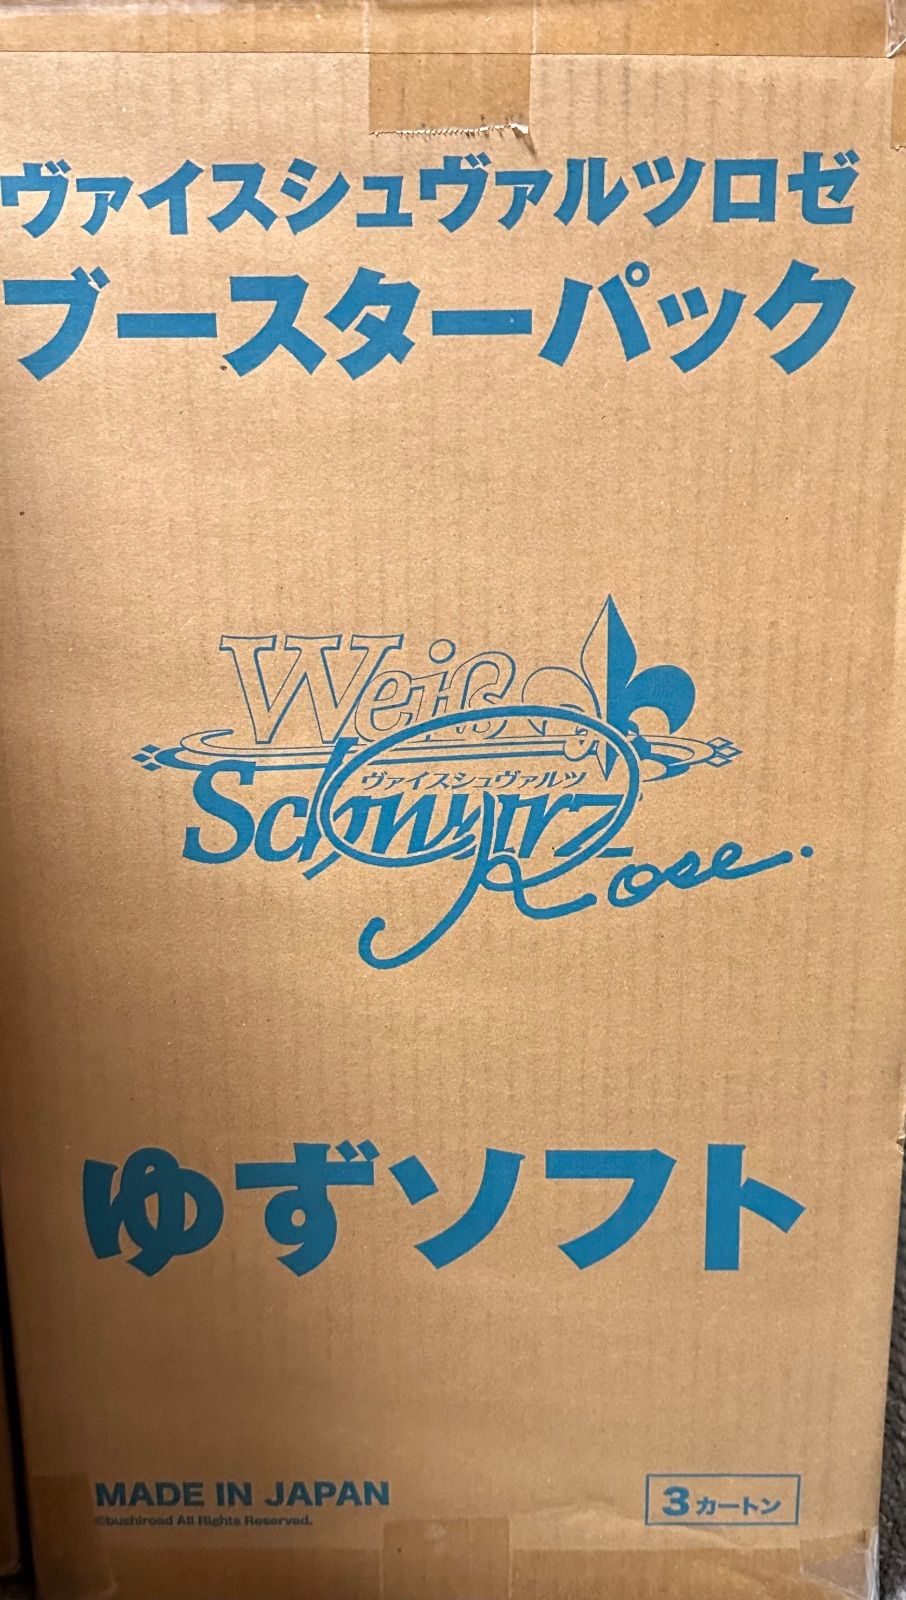 ヴァイスシュヴァルツロゼ
ブースターパック
Weiß
ヴァイスシュヴァルツ
Schwarz
Rose.
ゆずソフト
MADE IN JAPAN
©bushiroad All Rights Reserved.
3カートン